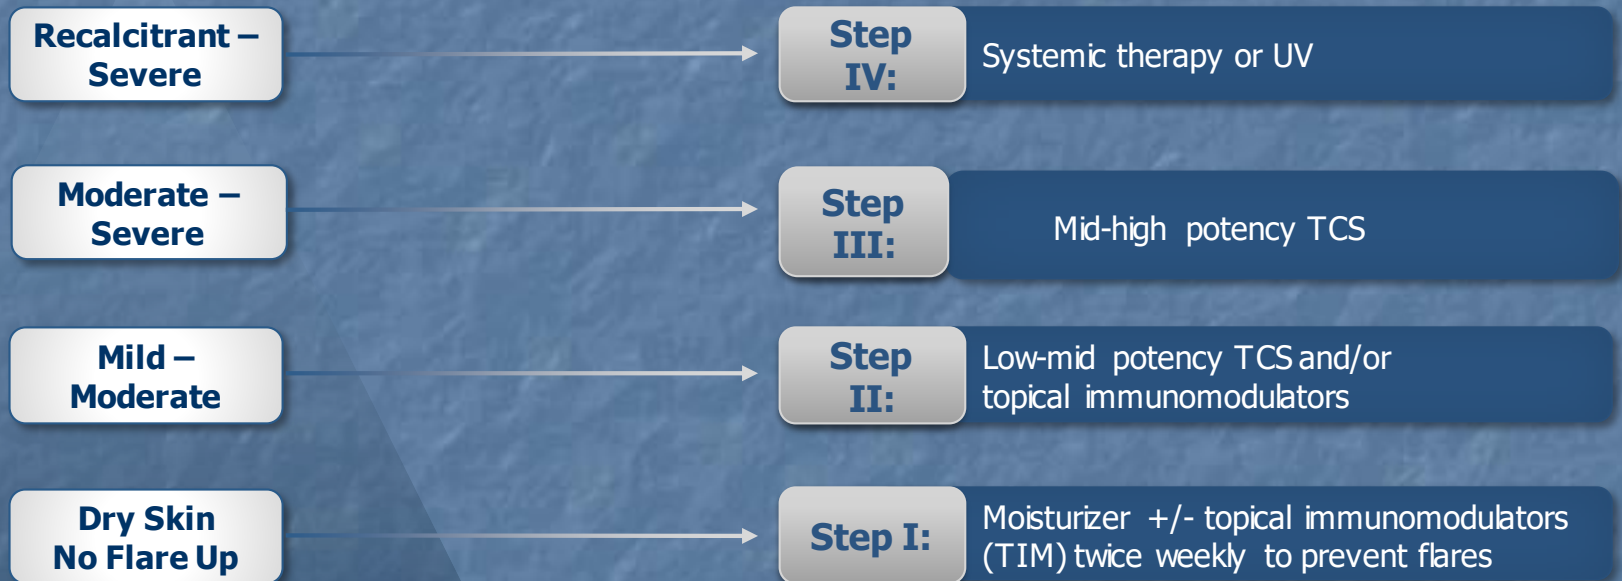 Recalcitrant –
Severe
Step
IV:
Systemic therapy or UV
Moderate –
Severe
Step
III:
Mid-high potency TCS
Mild –
Moderate
Step
II:
Low-mid potency TCS and/or
topical immunomodulators
Dry Skin
No Flare Up
Step I:
Moisturizer +/- topical immunomodulators
(TIM) twice weekly to prevent flares